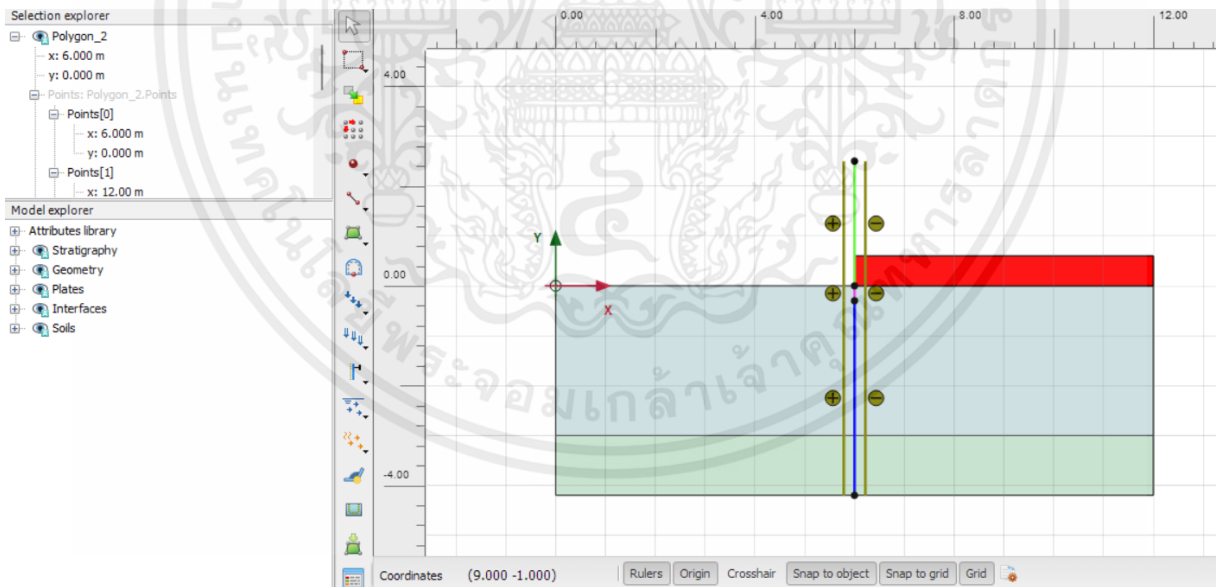 Selection explorer
Polygon_2
x: 6.000 m
y: 0.000 m
Points: Polygon_2.Points
Points[0]
x: 6.000 m
y: 0.000 m
Points[1]
x: 12.00 m
Model explorer
Attributes library
Stratigraphy
Geometry
Plates
Interfaces
Soils
0.00 4.00 8.00 12.00
4.00
0.00
-4.00
Y
X
Coordinates (9.000 -1.000) Rulers Origin Crosshair Snap to object Snap to grid Grid